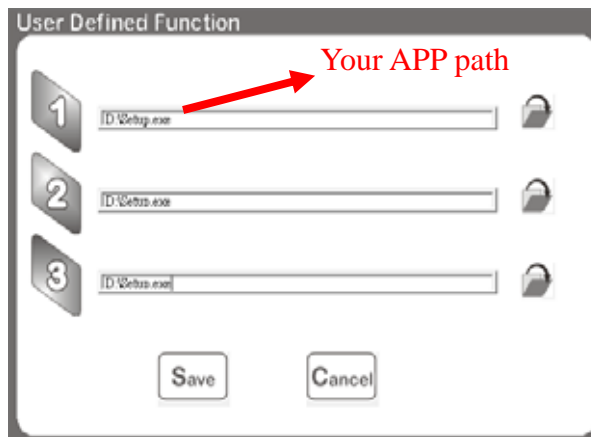 User Defined Function
Your APP path
1
D:\Setup.exe
2
D:\Setup.exe
3
D:\Setup.exe
Save
Cancel